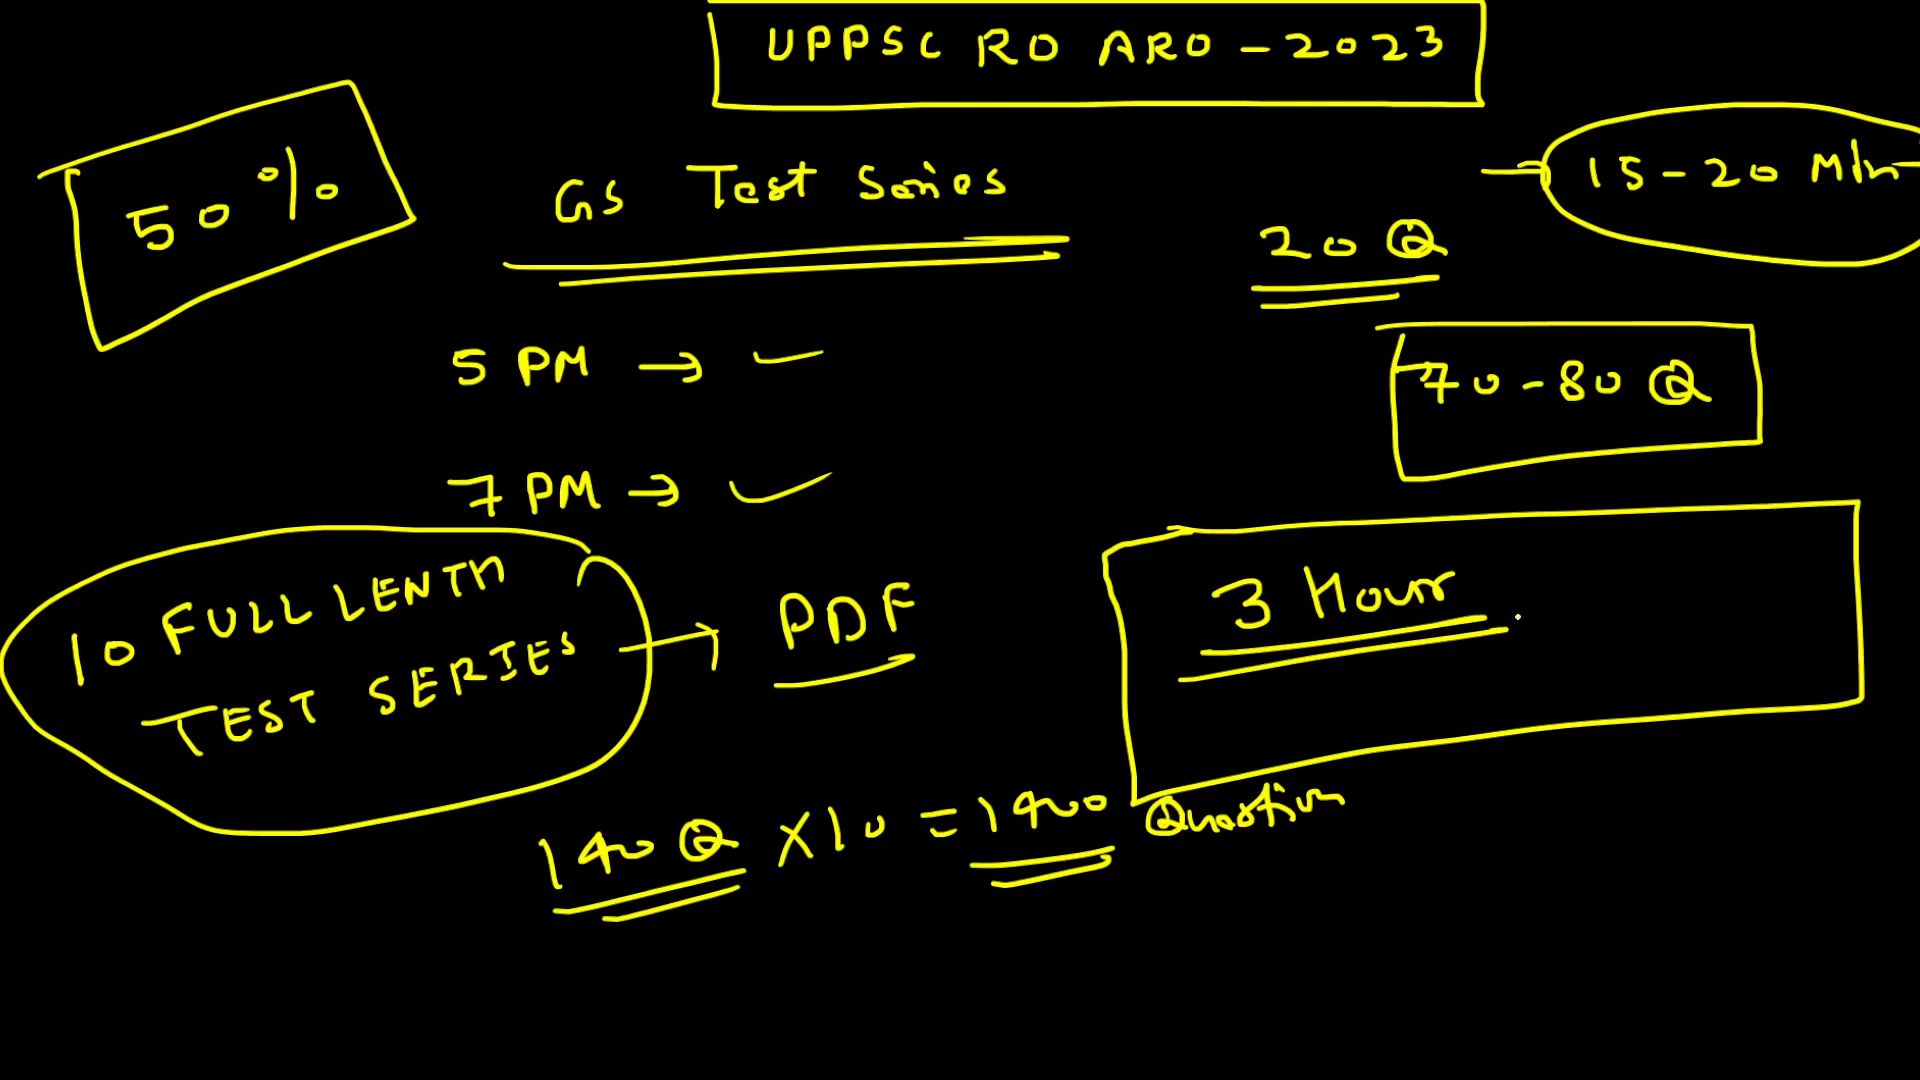 UPPSC RO ARO - 2023
50%
GS Test Series
→ 15-20 Min
20 Q
5 PM → ✓
70-80 Q
7 PM → ✓
10 FULL LENTH
TEST SERIES → PDF
3 Hour
140 Q × 10 = 1400 Question